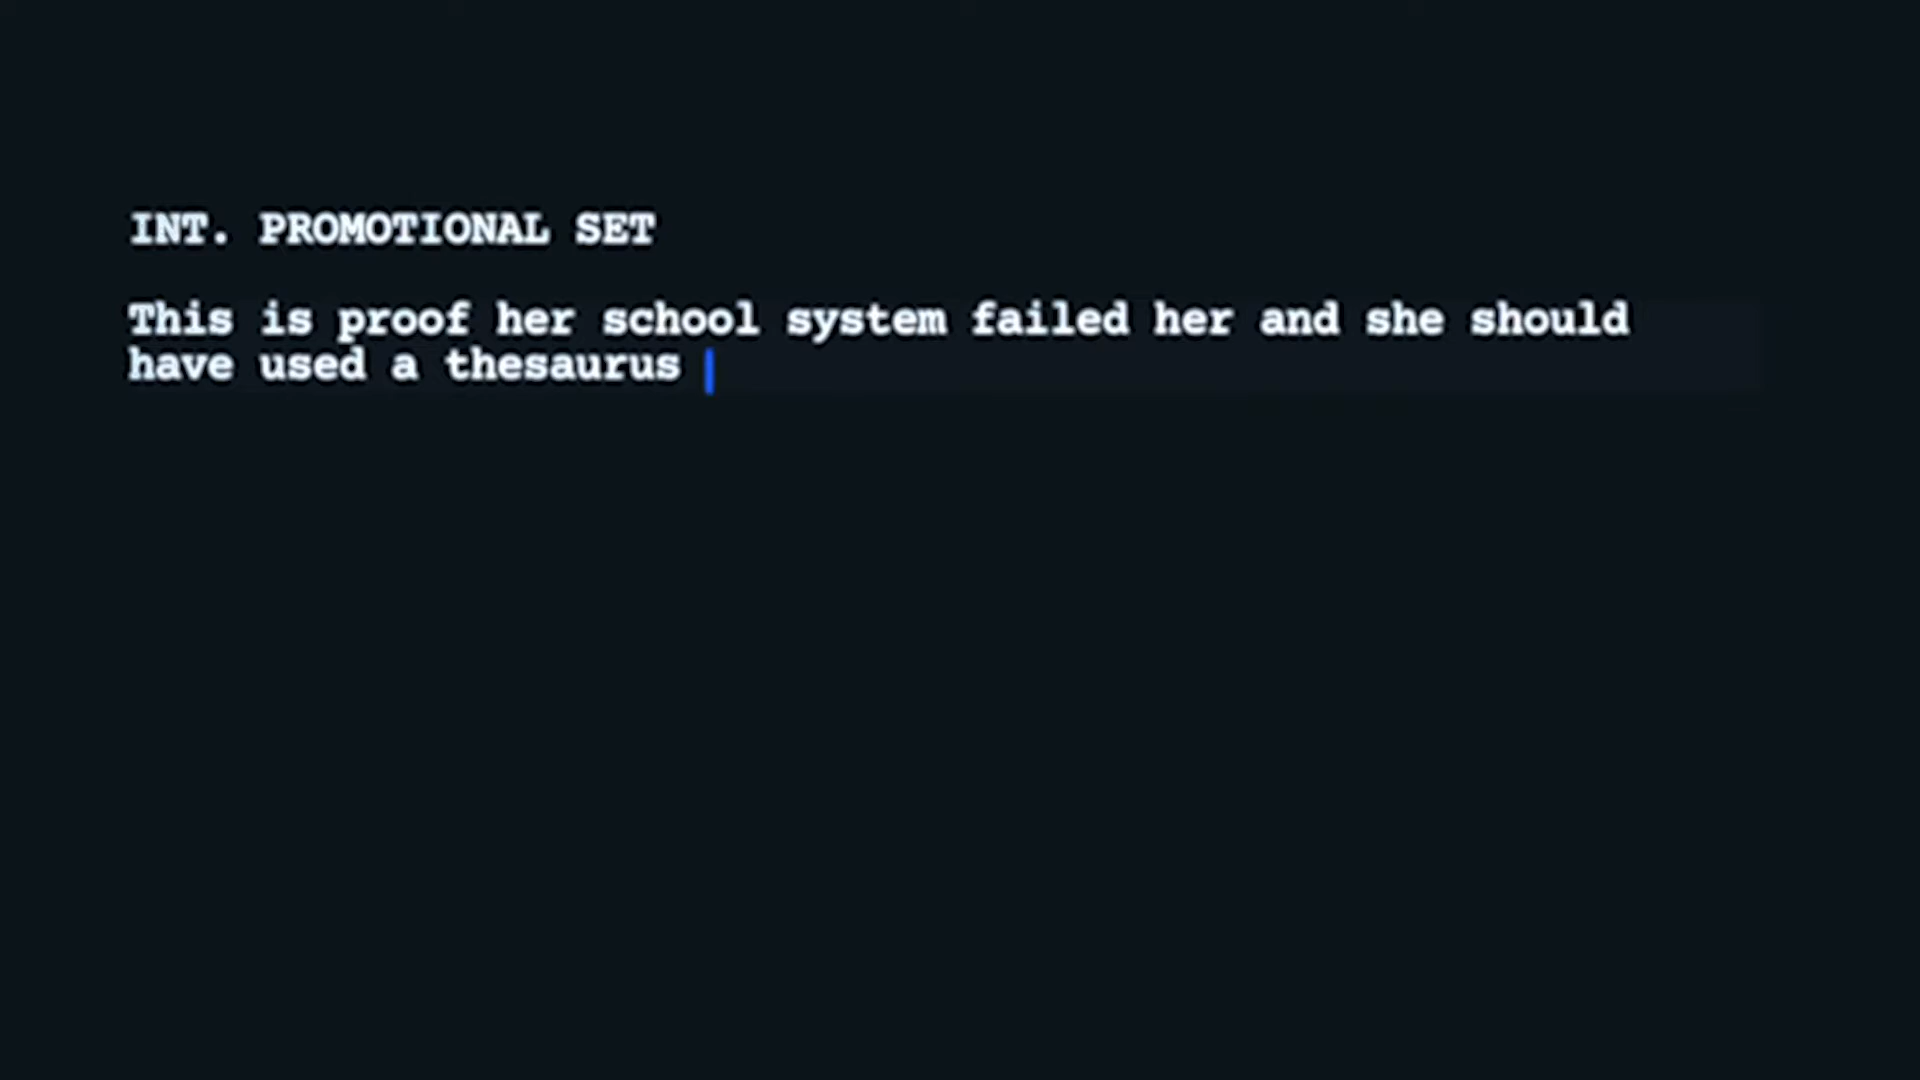 INT. PROMOTIONAL SET
This is proof her school system failed her and she should
have used a thesaurus